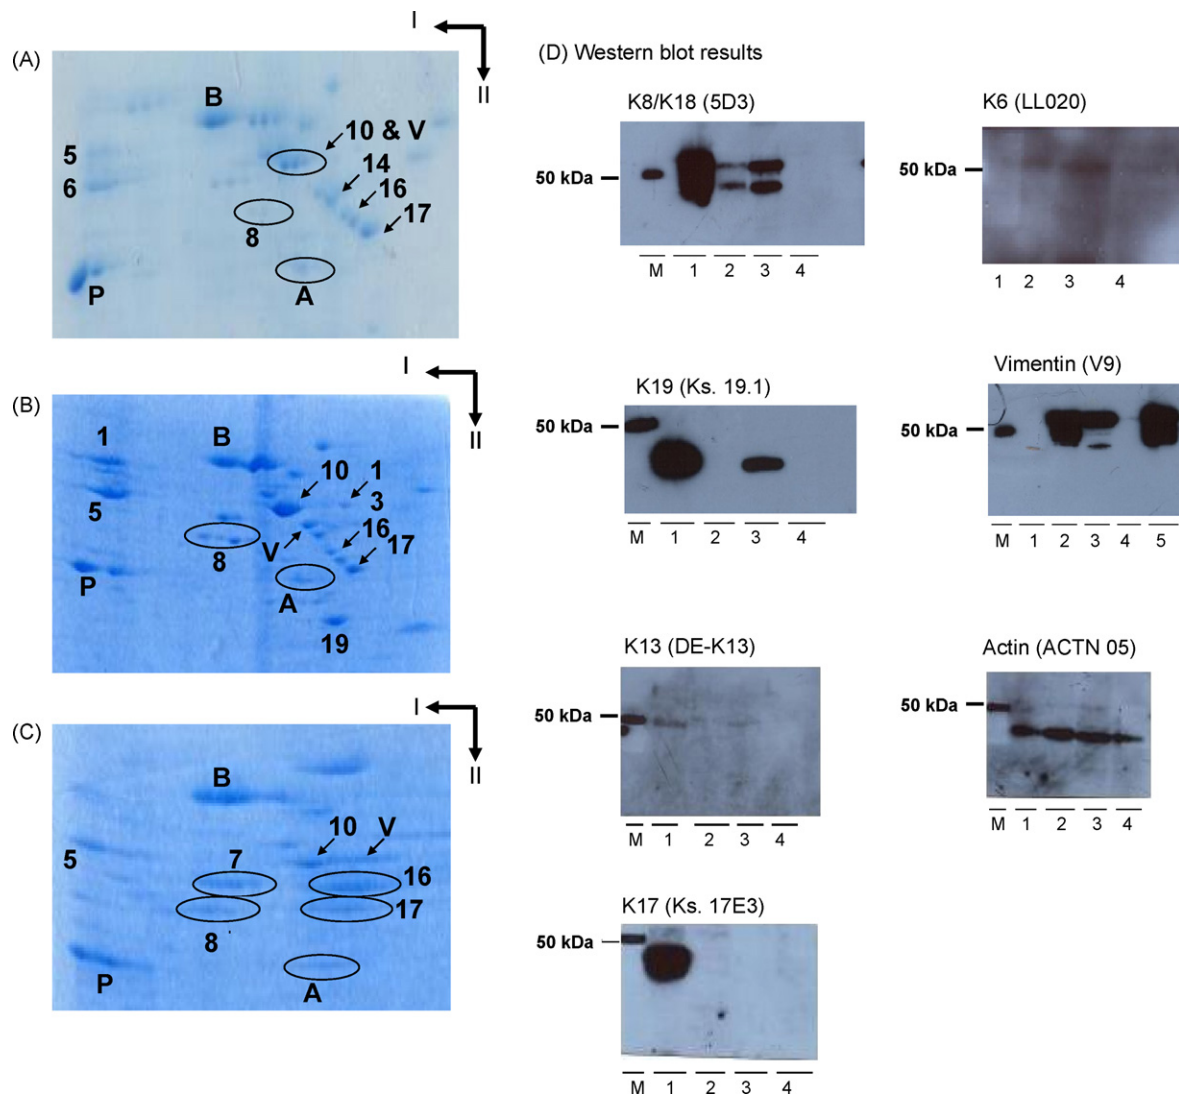 (A)
I
II
B
10 & V
5
14
6
16
17
8
P
A
(B)
I
II
1
B
10
1
3
5
16
17
V
8
P
A
19
(C)
I
II
B
10
V
5
7
16
17
8
P
A
(D) Western blot results
K8/K18 (5D3)
50 kDa
M 1 2 3 4
K6 (LL020)
50 kDa
1 2 3 4
K19 (Ks. 19.1)
50 kDa
M 1 2 3 4
Vimentin (V9)
50 kDa
M 1 2 3 4 5
K13 (DE-K13)
50 kDa
M 1 2 3 4
Actin (ACTN 05)
50 kDa
M 1 2 3 4
K17 (Ks. 17E3)
50 kDa
M 1 2 3 4